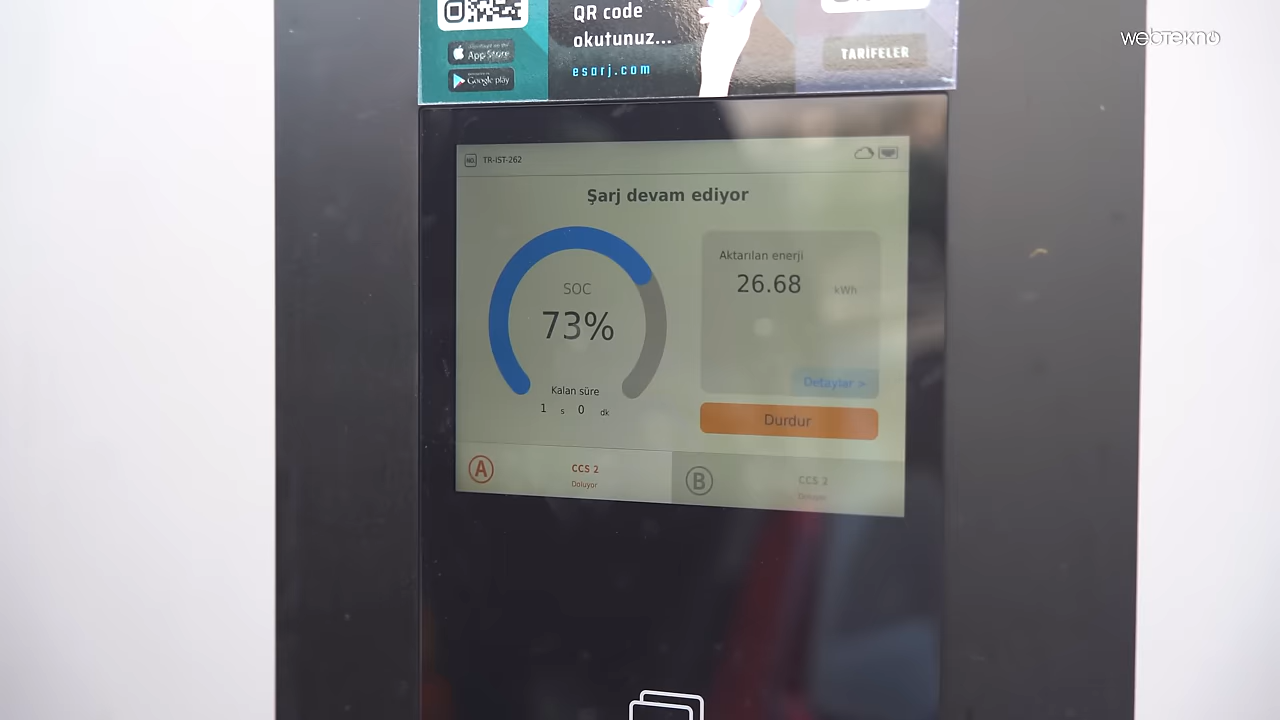 QR code
okutunuz...
esarj.com
App Store
Google play
TARİFELER
webtekno
TR-IST-262
Şarj devam ediyor
SOC
73%
Kalan süre
1 s 0 dk
Aktarılan enerji
26.68 kWh
Detaylar >
Durdur
A
CCS 2
Doluyor
B
CCS 2